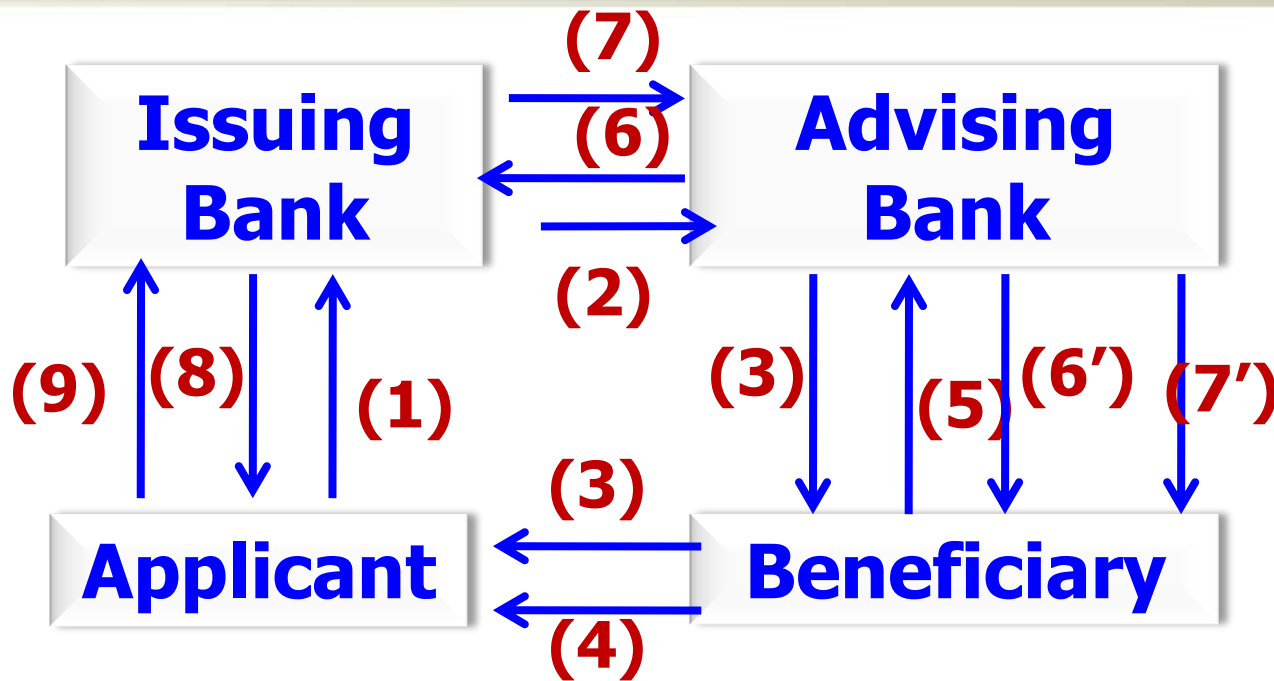 (7)
Issuing
Bank
(6)
Advising
Bank
(2)
(9)
(8)
(1)
(3)
(5)
(6’)
(7’)
(3)
Applicant
Beneficiary
(4)